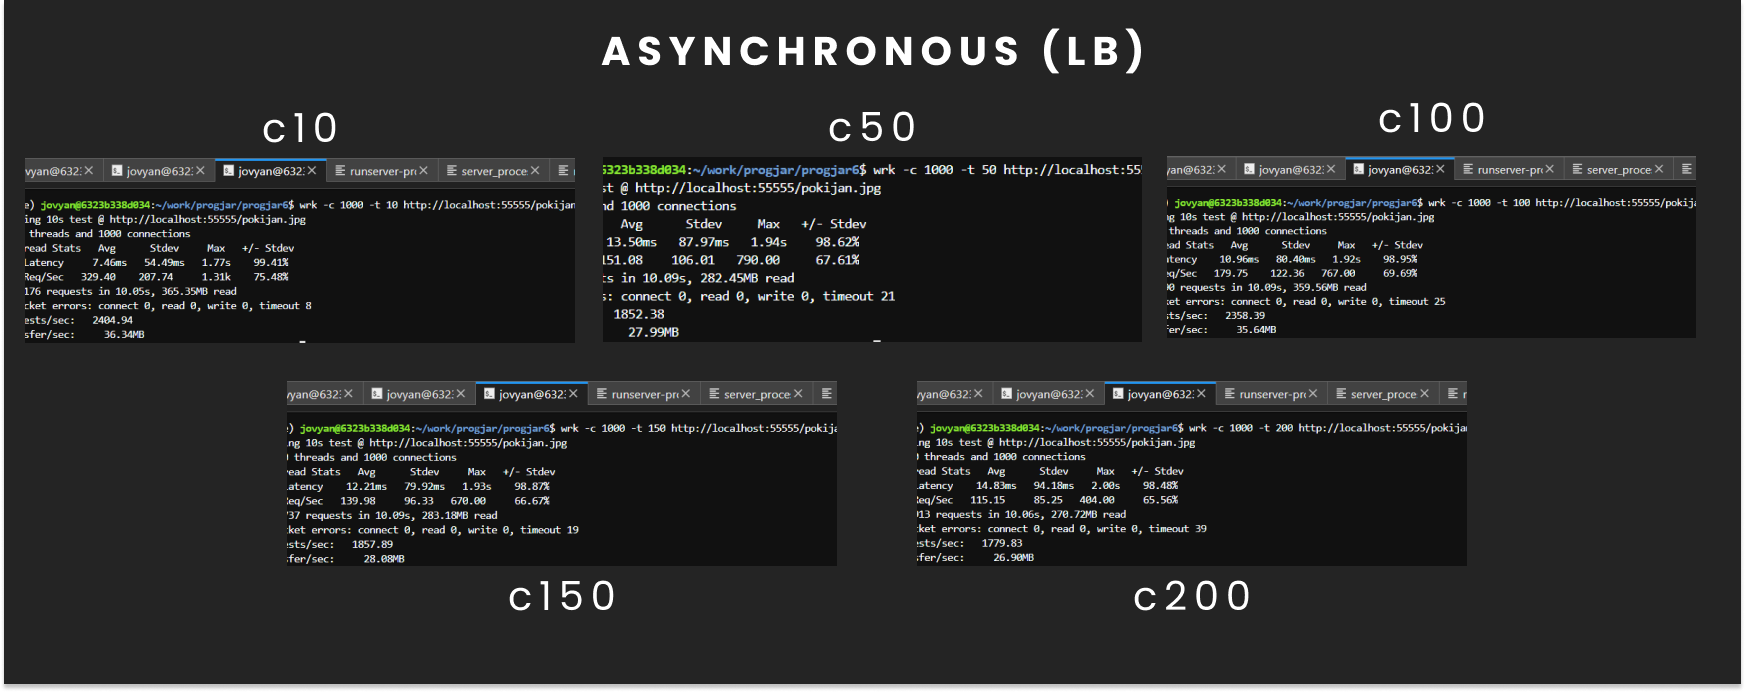 ASYNCHRONOUS (LB)
c10
vyan@632: jovyan@632: jovyan@632: runserver-pr server_proce
e) jovyan@6323b338d034:~/work/progjar/progjar6$ wrk -c 1000 -t 10 http://localhost:55555/pokijan
ing 10s test @ http://localhost:55555/pokijan.jpg
threads and 1000 connections
read Stats Avg Stdev Max +/- Stdev
Latency 7.46ms 54.49ms 1.77s 99.41%
Req/Sec 329.40 207.74 1.31k 75.48%
176 requests in 10.05s, 365.35MB read
cket errors: connect 0, read 0, write 0, timeout 8
ests/sec: 2404.94
sfer/sec: 36.34MB
c50
6323b338d034:~/work/progjar/progjar6$ wrk -c 1000 -t 50 http://localhost:55
st @ http://localhost:55555/pokijan.jpg
nd 1000 connections
Avg Stdev Max +/- Stdev
13.50ms 87.97ms 1.94s 98.62%
151.08 106.01 790.00 67.61%
ts in 10.09s, 282.45MB read
s: connect 0, read 0, write 0, timeout 21
1852.38
27.99MB
c100
yan@632: jovyan@632: jovyan@632: runserver-pr server_proce
) jovyan@6323b338d034:~/work/progjar/progjar6$ wrk -c 1000 -t 100 http://localhost:55555/pokija
ng 10s test @ http://localhost:55555/pokijan.jpg
threads and 1000 connections
ead Stats Avg Stdev Max +/- Stdev
atency 10.96ms 80.40ms 1.92s 98.95%
eq/Sec 179.75 122.36 767.00 69.69%
requests in 10.09s, 359.56MB read
ket errors: connect 0, read 0, write 0, timeout 25
sts/sec: 2358.39
fer/sec: 35.64MB
vyan@632: jovyan@632: jovyan@632: runserver-pr server_proce
) jovyan@6323b338d034:~/work/progjar/progjar6$ wrk -c 1000 -t 150 http://localhost:55555/pokija
ng 10s test @ http://localhost:55555/pokijan.jpg
threads and 1000 connections
read Stats Avg Stdev Max +/- Stdev
atency 12.21ms 79.92ms 1.93s 98.87%
Req/Sec 139.98 96.33 670.00 66.67%
737 requests in 10.09s, 283.18MB read
cket errors: connect 0, read 0, write 0, timeout 19
ests/sec: 1857.89
sfer/sec: 28.08MB
c150
vyan@632: jovyan@632: jovyan@632: runserver-pr server_proce
) jovyan@6323b338d034:~/work/progjar/progjar6$ wrk -c 1000 -t 200 http://localhost:55555/pokijan
ng 10s test @ http://localhost:55555/pokijan.jpg
threads and 1000 connections
read Stats Avg Stdev Max +/- Stdev
atency 14.83ms 94.18ms 2.00s 98.48%
Req/Sec 115.15 85.25 404.00 65.56%
913 requests in 10.06s, 270.72MB read
cket errors: connect 0, read 0, write 0, timeout 39
ests/sec: 1779.83
sfer/sec: 26.90MB
c200